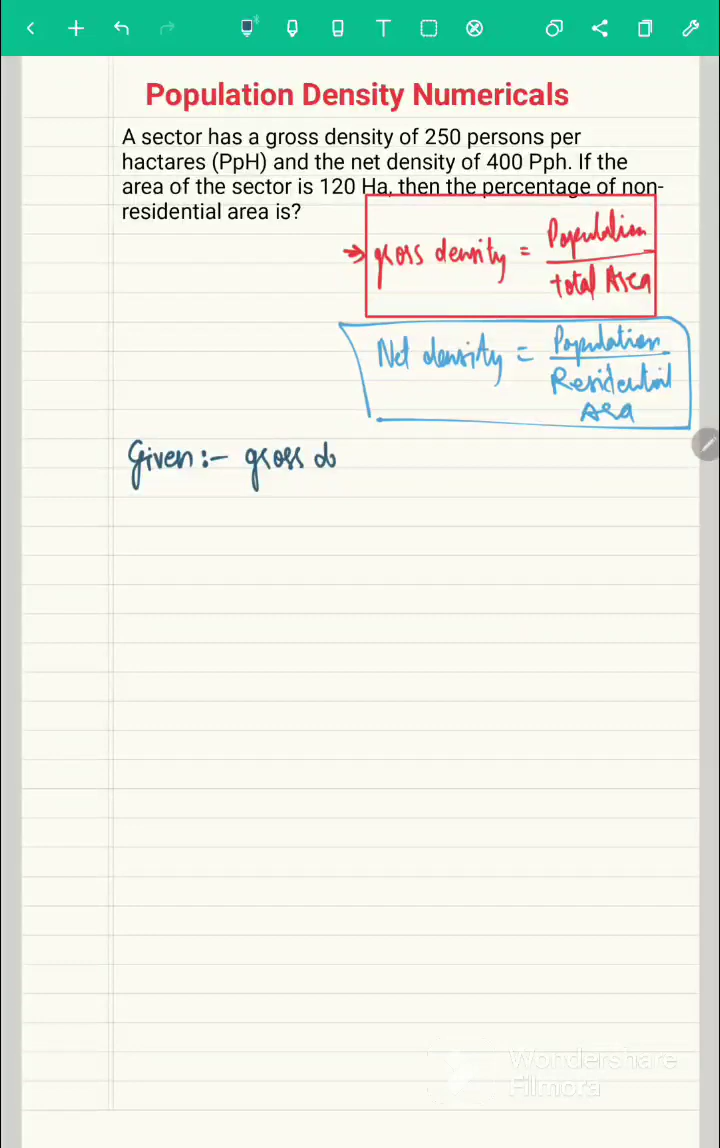 Population Density Numericals
A sector has a gross density of 250 persons per
hactares (PpH) and the net density of 400 Pph. If the
area of the sector is 120 Ha, then the percentage of non-
residential area is?
→ gross density = Population
total Area
Net density = Population
Residential
Area
Given :- gross do
Wondershare
Filmora